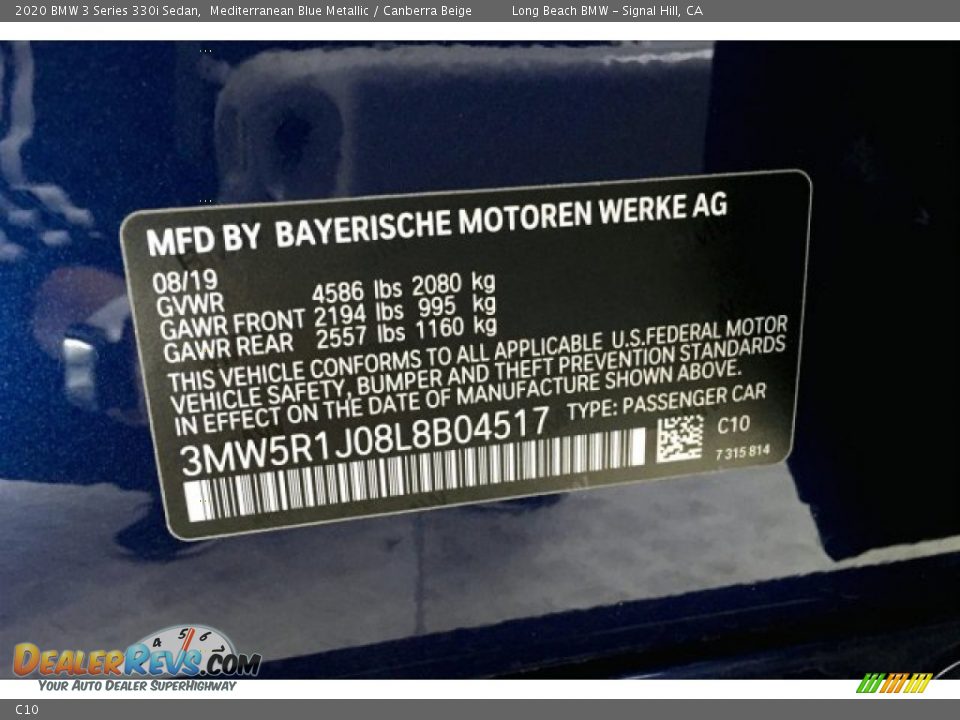 2020 BMW 3 Series 330i Sedan, Mediterranean Blue Metallic / Canberra Beige Long Beach BMW - Signal Hill, CA
MFD BY BAYERISCHE MOTOREN WERKE AG
08/19
GVWR 4586 lbs 2080 kg
GAWR FRONT 2194 lbs 995 kg
GAWR REAR 2557 lbs 1160 kg
THIS VEHICLE CONFORMS TO ALL APPLICABLE U.S.FEDERAL MOTOR
VEHICLE SAFETY, BUMPER AND THEFT PREVENTION STANDARDS
IN EFFECT ON THE DATE OF MANUFACTURE SHOWN ABOVE.
3MW5R1J08L8B04517 TYPE: PASSENGER CAR
C10
7 315 814
4 5 6
DEALERREVS.COM
YOUR AUTO DEALER SUPERHIGHWAY
C10